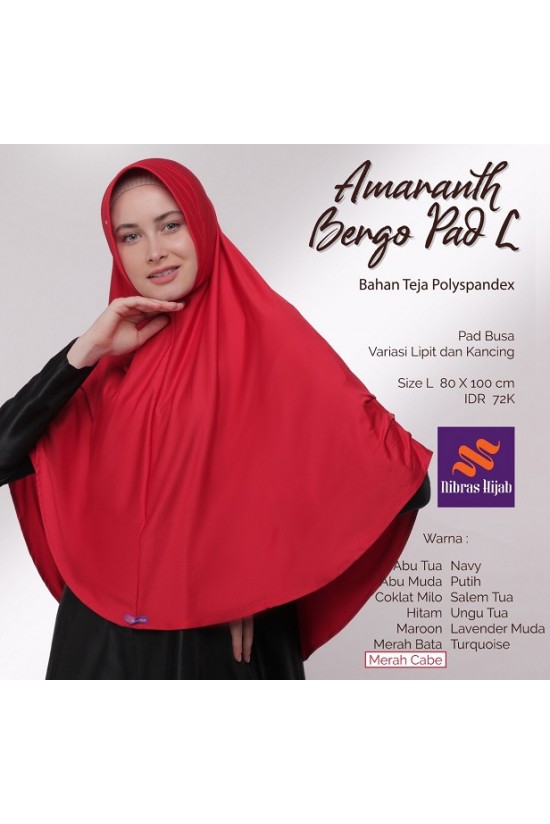 Amaranth
Bengo Pad L
Bahan Teja Polyspandex
Pad Busa
Variasi Lipit dan Kancing
Size L 80 X 100 cm
IDR 72K
Nibras Hijab
Warna :
Abu Tua Navy
Abu Muda Putih
Coklat Milo Salem Tua
Hitam Ungu Tua
Maroon Lavender Muda
Merah Bata Turquoise
Merah Cabe